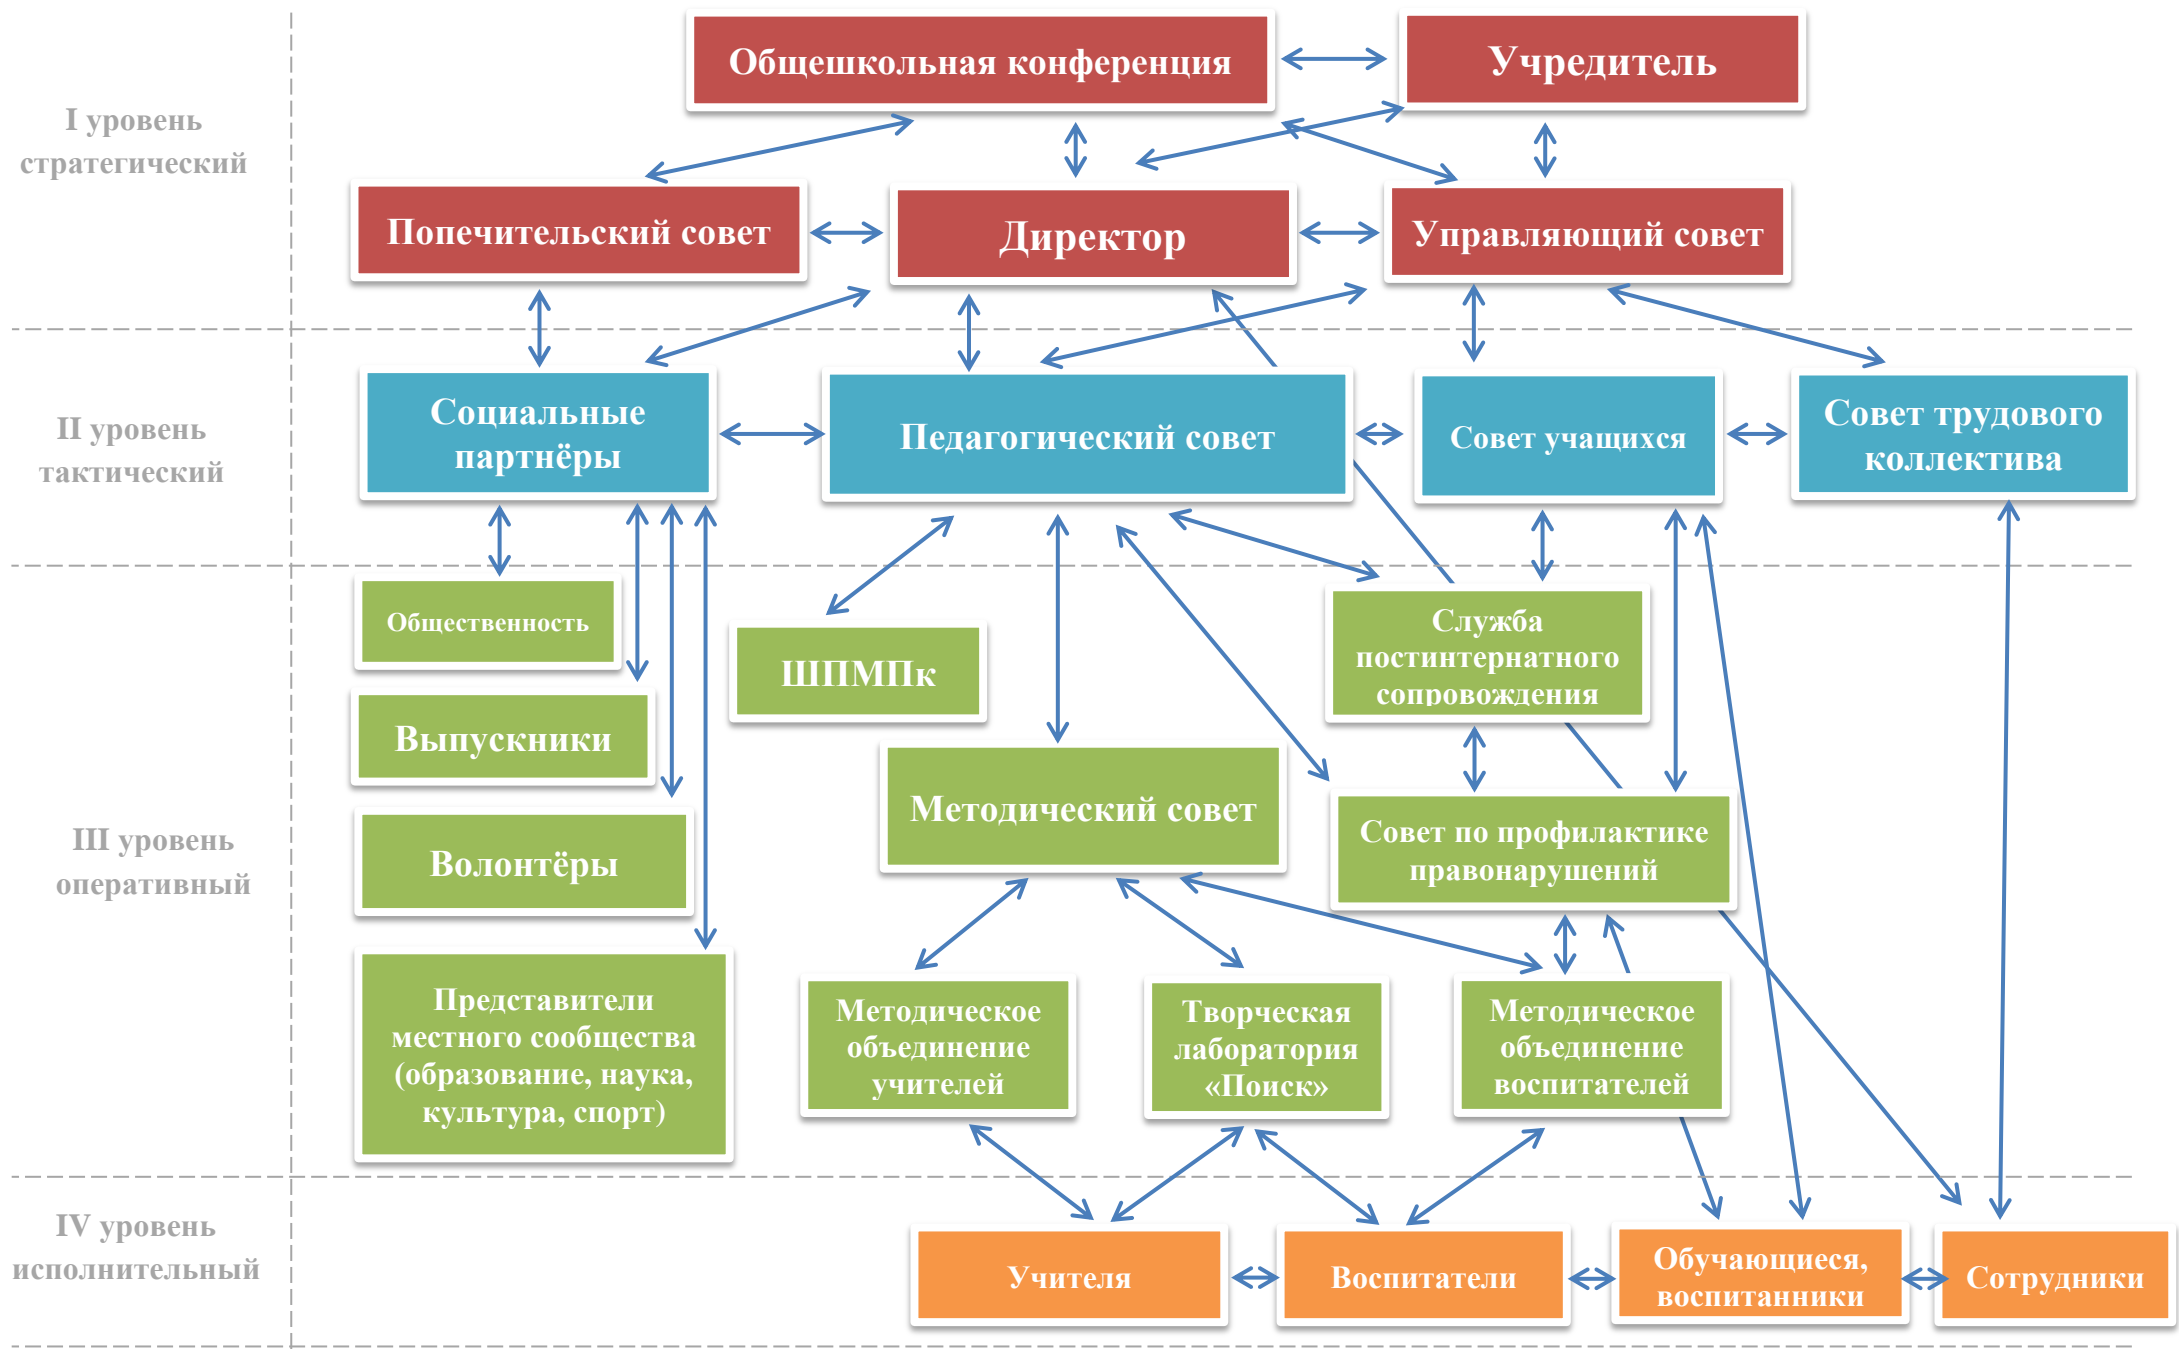 Общешкольная конференция
Учредитель
I уровень
стратегический
Попечительский совет
Директор
Управляющий совет
II уровень
тактический
Социальные
партнёры
Педагогический совет
Совет учащихся
Совет трудового
коллектива
III уровень
оперативный
Общественность
ШПМПк
Служба
постинтернатного
сопровождения
Выпускники
Методический совет
Волонтёры
Совет по профилактике
правонарушений
Представители
местного сообщества
(образование, наука,
культура, спорт)
Методическое
объединение
учителей
Творческая
лаборатория
«Поиск»
Методическое
объединение
воспитателей
IV уровень
исполнительный
Учителя
Воспитатели
Обучающиеся,
воспитанники
Сотрудники